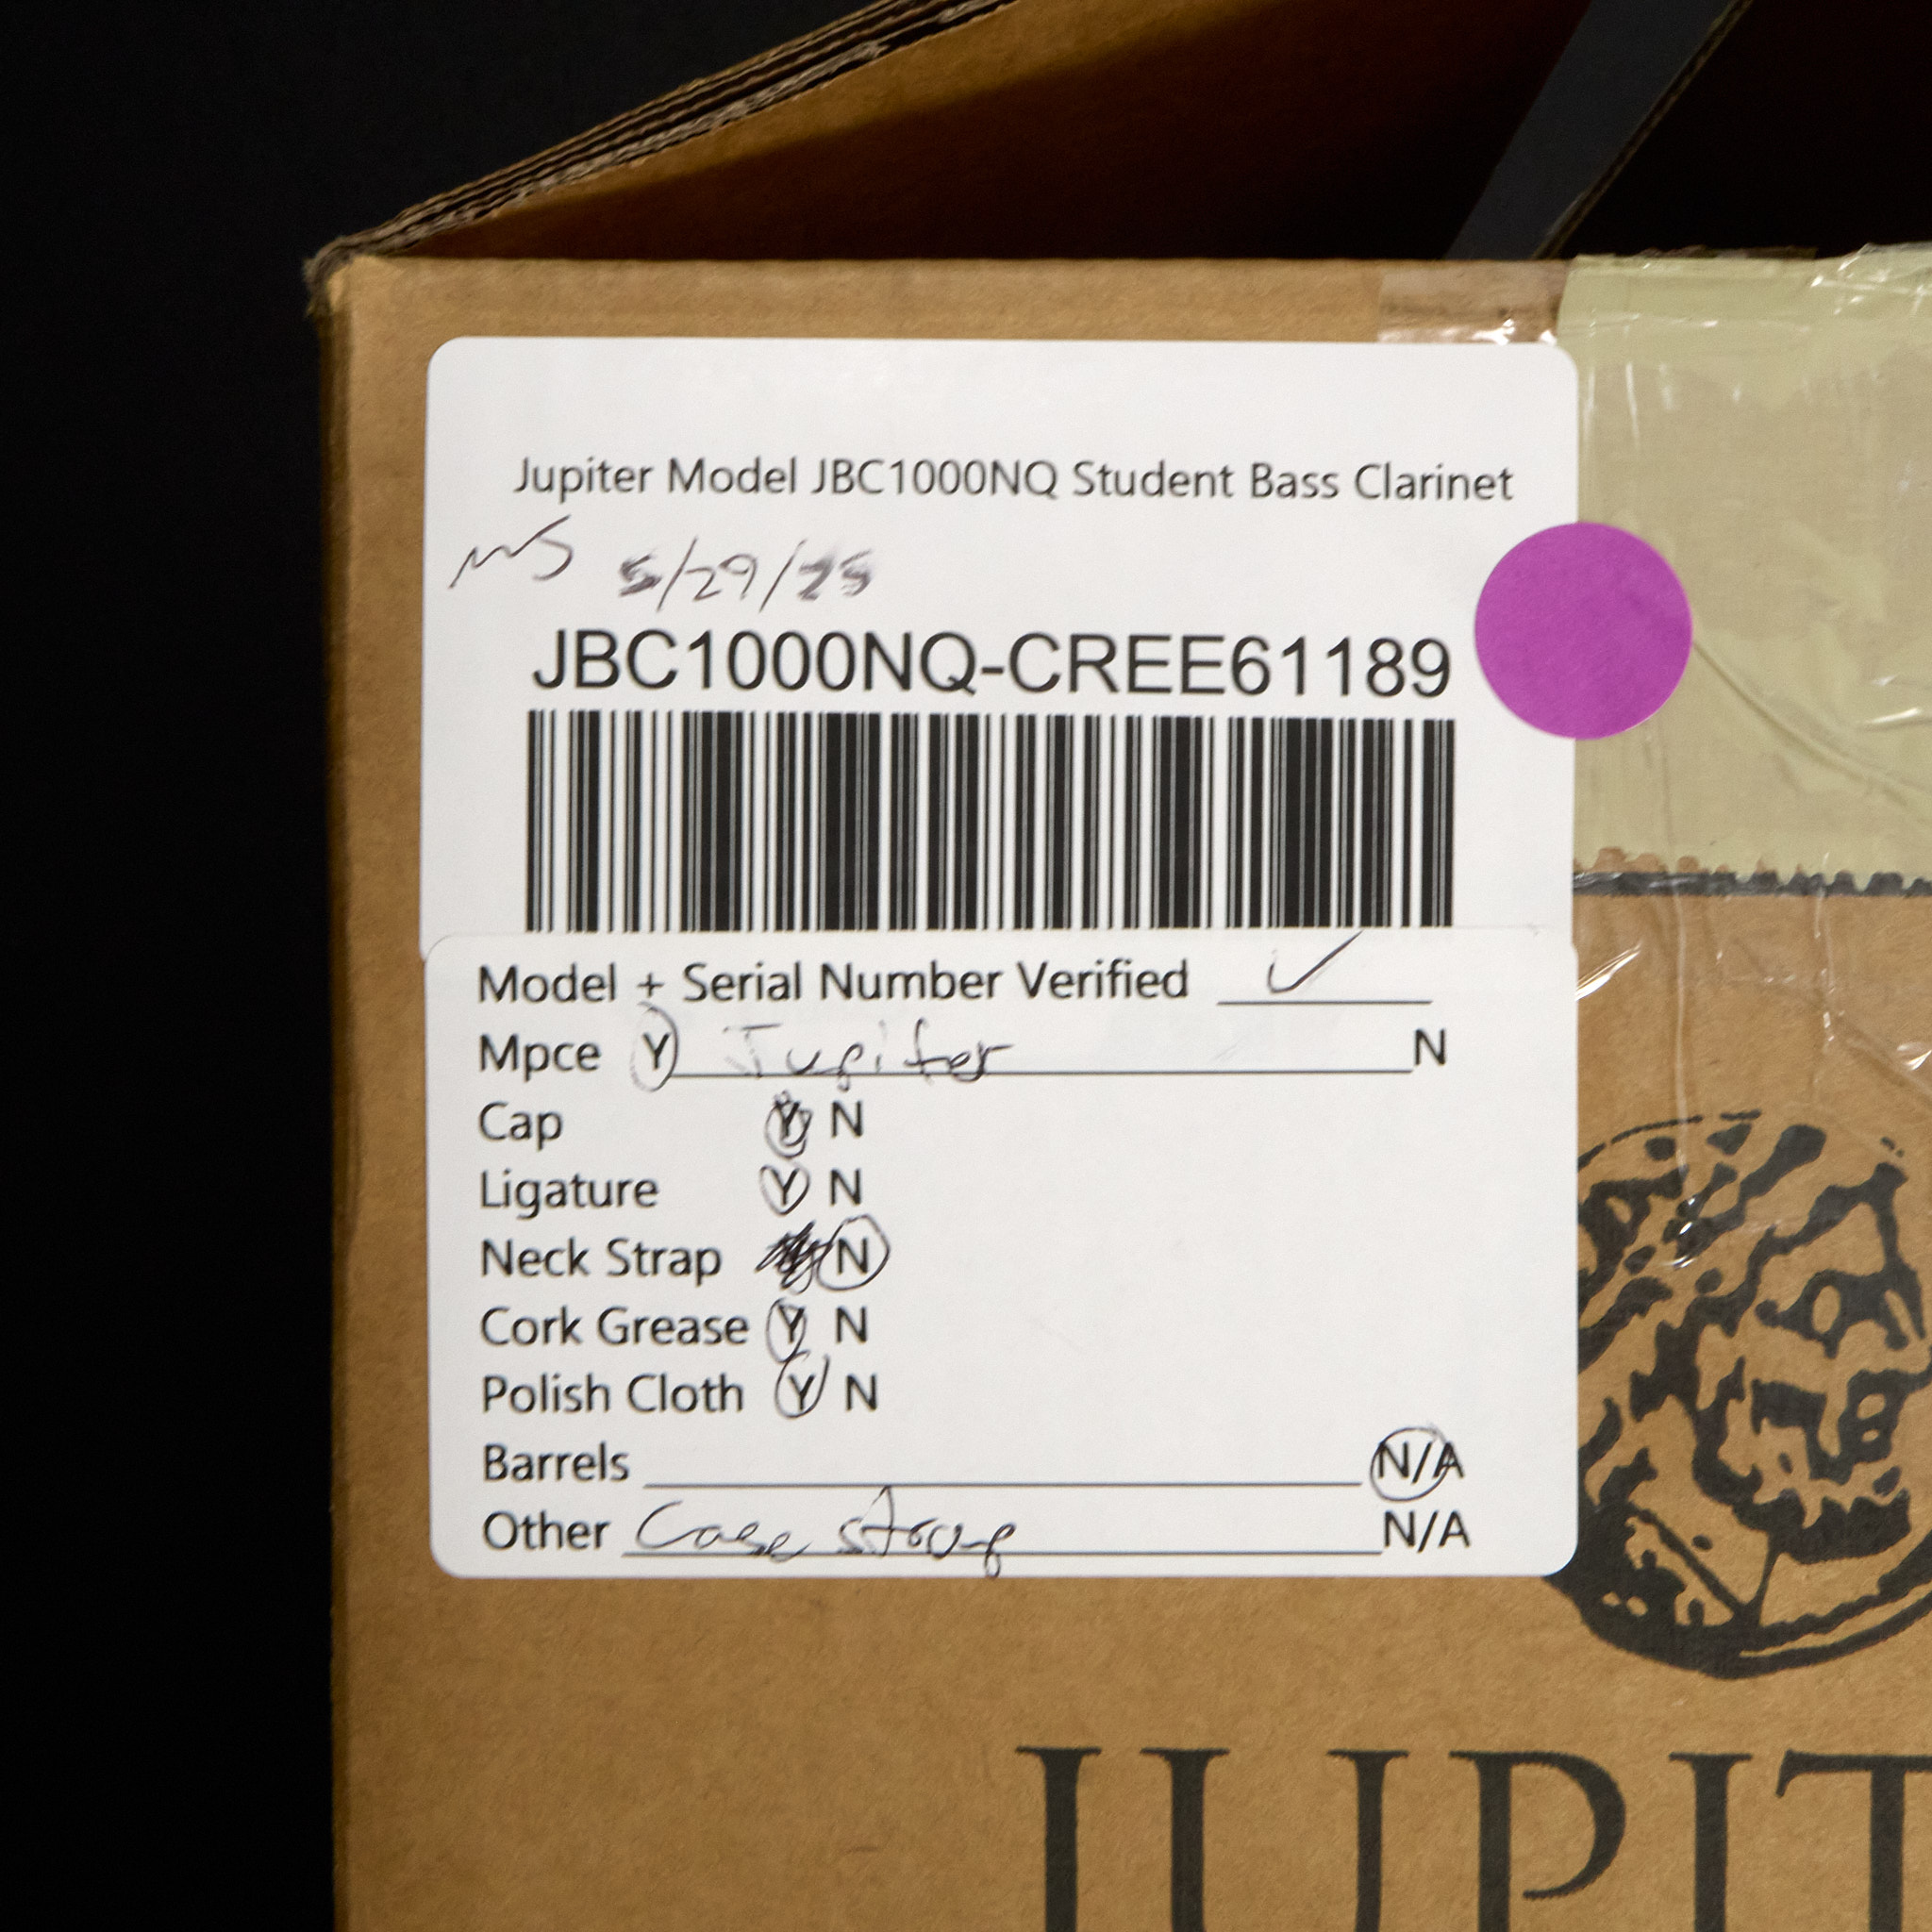 Jupiter Model JBC1000NQ Student Bass Clarinet
MS 5/29/25
JBC1000NQ-CREE61189
Model + Serial Number Verified ✓
Mpce Y Jupiter N
Cap Y N
Ligature Y N
Neck Strap N
Cork Grease Y N
Polish Cloth Y N
Barrels N/A
Other Case strap N/A
JUPIT